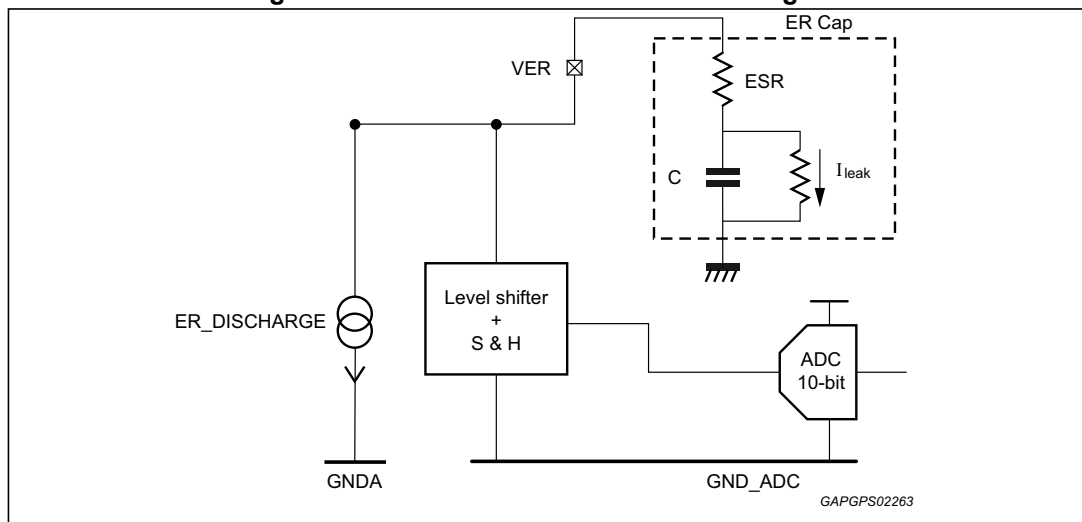 ER Cap
VER
ESR
C
Ileak
ER_DISCHARGE
Level shifter
+
S & H
ADC
10-bit
GNDA
GND_ADC
GAPGPS02263